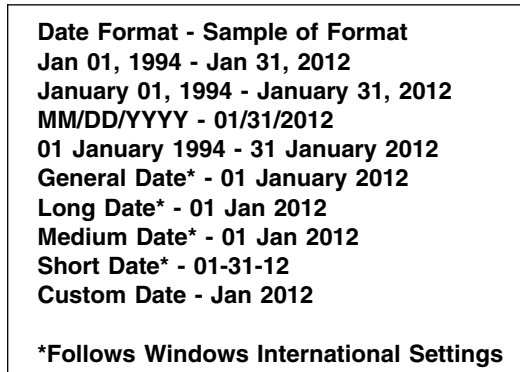 Date Format - Sample of Format
Jan 01, 1994 - Jan 31, 2012
January 01, 1994 - January 31, 2012
MM/DD/YYYY - 01/31/2012
01 January 1994 - 31 January 2012
General Date* - 01 January 2012
Long Date* - 01 Jan 2012
Medium Date* - 01 Jan 2012
Short Date* - 01-31-12
Custom Date - Jan 2012
*Follows Windows International Settings